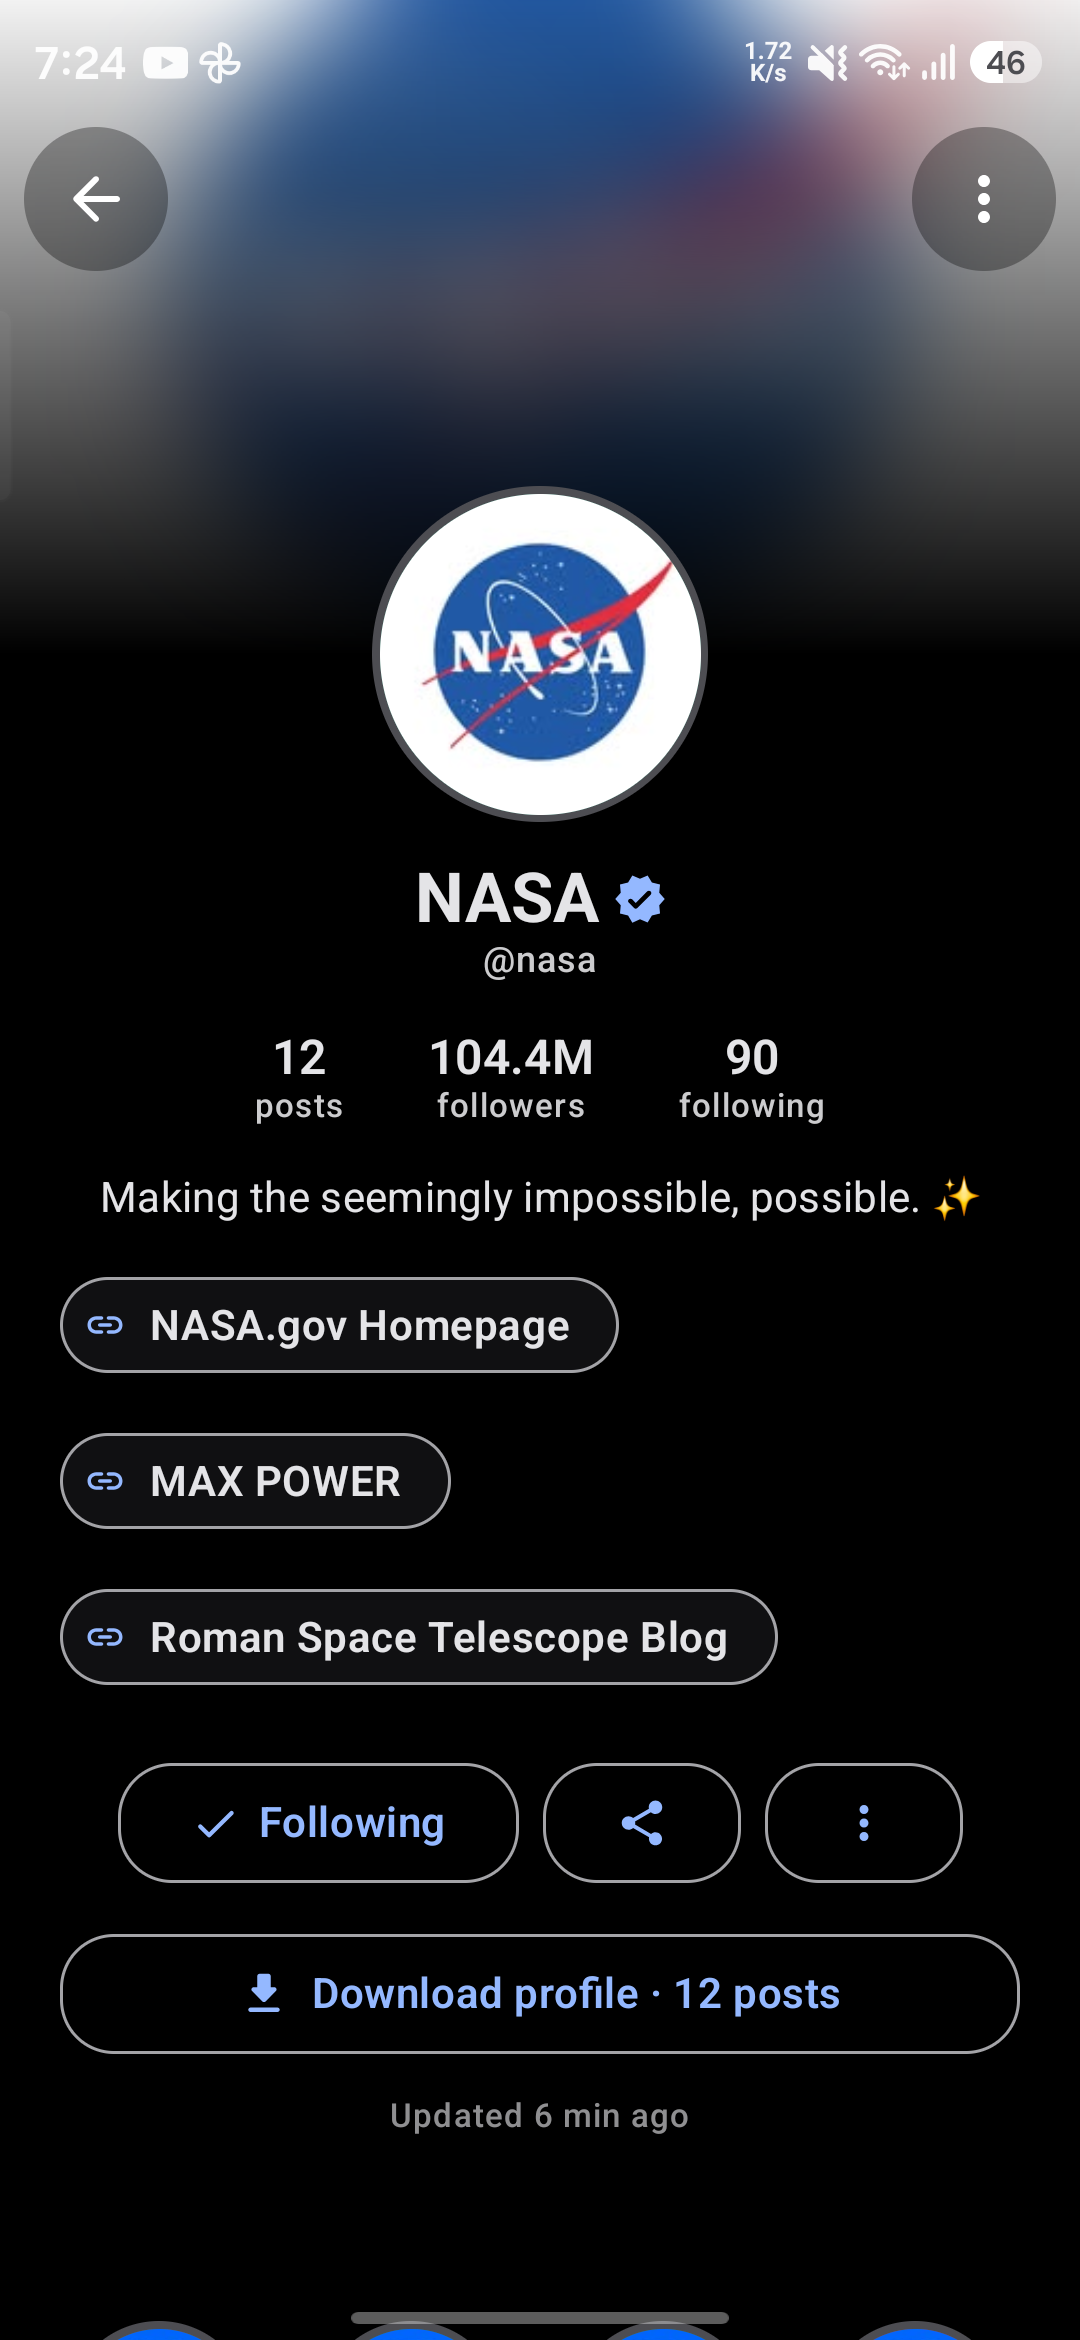 7:24
1.72
K/s
46
NASA
NASA
@nasa
12
posts
104.4M
followers
90
following
Making the seemingly impossible, possible. ✨
NASA.gov Homepage
MAX POWER
Roman Space Telescope Blog
Following
Download profile · 12 posts
Updated 6 min ago